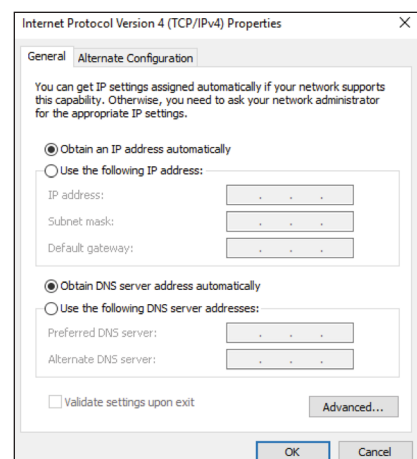 Internet Protocol Version 4 (TCP/IPv4) Properties
General
Alternate Configuration
You can get IP settings assigned automatically if your network supports
this capability. Otherwise, you need to ask your network administrator
for the appropriate IP settings.
Obtain an IP address automatically
Use the following IP address:
IP address:
Subnet mask:
Default gateway:
Obtain DNS server address automatically
Use the following DNS server addresses:
Preferred DNS server:
Alternate DNS server:
Validate settings upon exit
Advanced...
OK
Cancel